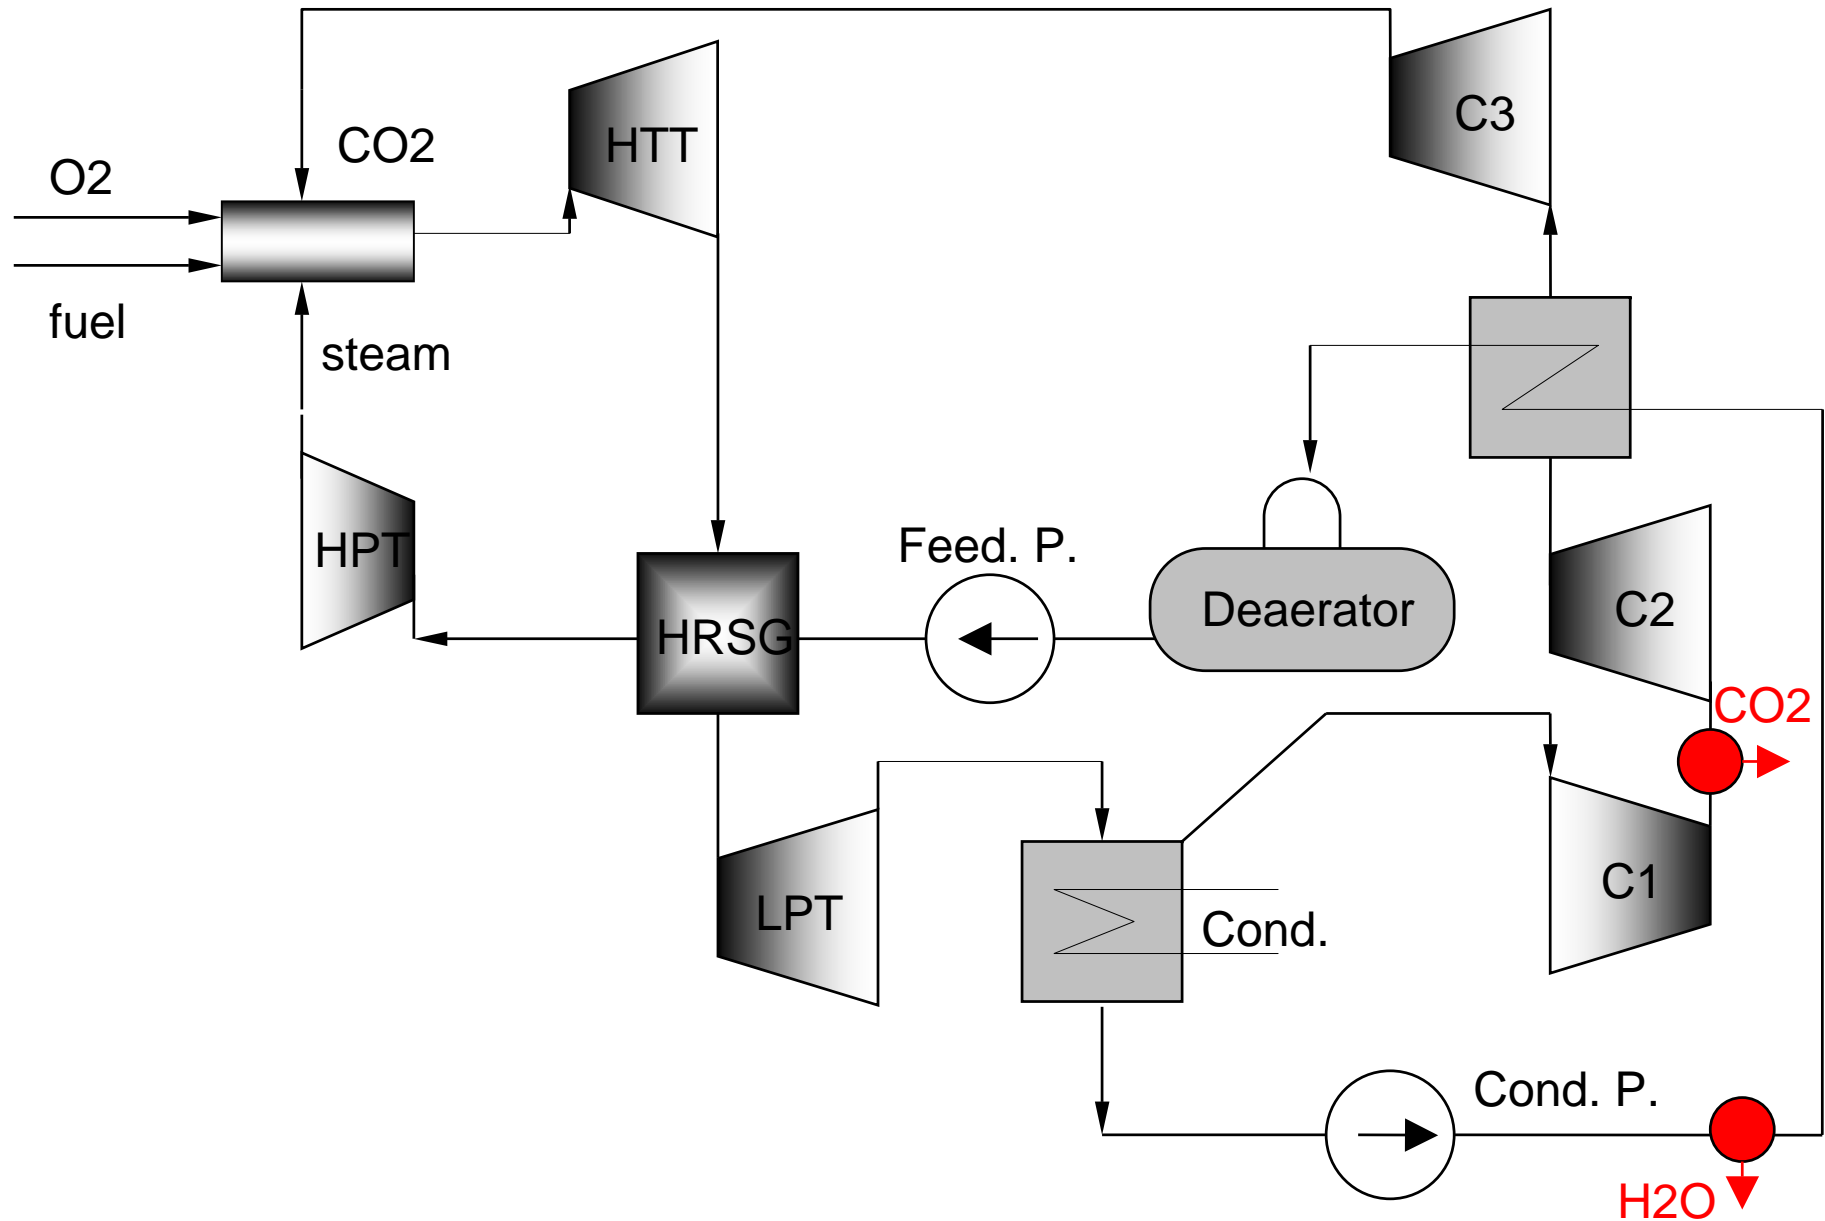 C3
CO2
HTT
O2
fuel
steam
HPT
Feed. P.
HRSG
Deaerator
C2
CO2
C1
LPT
Cond.
Cond. P.
H2O